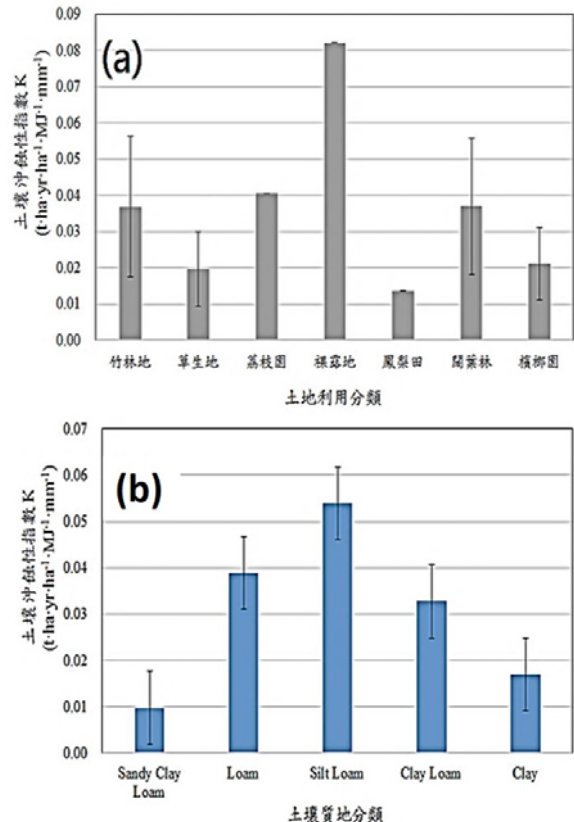 (a)
土壤沖蝕性指數 K
(t·ha·yr·ha⁻¹·MJ⁻¹·mm⁻¹)
0.09
0.08
0.07
0.06
0.05
0.04
0.03
0.02
0.01
0.00
竹林地 草生地 荔枝園 裸露地 鳳梨田 闊葉林 檳榔園
土地利用分類
(b)
土壤沖蝕性指數 K
(t·ha·yr·ha⁻¹·MJ⁻¹·mm⁻¹)
0.07
0.06
0.05
0.04
0.03
0.02
0.01
0.00
Sandy Clay Loam Silt Loam Clay Loam Clay
Loam
土壤質地分類